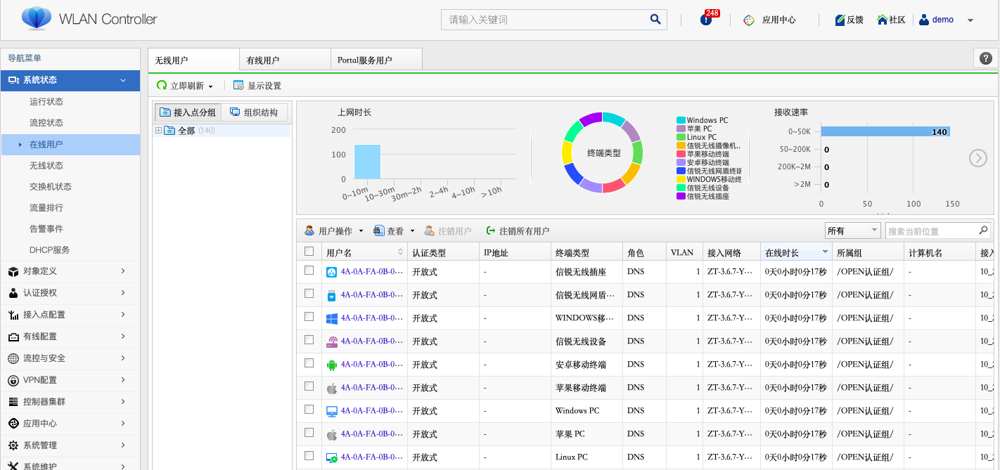 WLAN Controller
请输入关键词
248
应用中心
反馈
社区
demo
导航菜单
系统状态
运行状态
流控状态
在线用户
无线状态
交换机状态
流量排行
告警事件
DHCP服务
对象定义
认证授权
接入点配置
有线配置
流控与安全
VPN配置
控制器集群
应用中心
系统管理
系统维护
无线用户 有线用户 Portal服务用户
立即刷新 显示设置
接入点分组 组织结构
全部 (140)
上网时长
200
100
0
0~10m 10~30m 30m~2h 2~4h 4~10h >10h
终端类型
Windows PC
苹果 PC
Linux PC
信锐无线摄像机..
苹果移动终端
安卓移动终端
信锐无线网盾终端
WINDOWS移动终
信锐无线设备
信锐无线插座
接收速率
0~50K 140
50~200K 0
200K~2M 0
>2M 0
0 50 100 150
用户操作 查看 注销用户 注销所有用户 所有 搜索当前位置
用户名 认证类型 IP地址 终端类型 角色 VLAN 接入网络 在线时长 所属组 计算机名 接入
4A-0A-FA-0B-0··· 开放式 - 信锐无线插座 DNS 1 ZT-3.6.7-Y··· 0天0小时0分17秒 /OPEN认证组/ - 10_2
4A-0A-FA-0B-0··· 开放式 - 信锐无线网盾··· DNS 1 ZT-3.6.7-Y··· 0天0小时0分17秒 /OPEN认证组/ - 10_2
4A-0A-FA-0B-0··· 开放式 - WINDOWS移··· DNS 1 ZT-3.6.7-Y··· 0天0小时0分17秒 /OPEN认证组/ - 10_2
4A-0A-FA-0B-0··· 开放式 - 信锐无线设备 DNS 1 ZT-3.6.7-Y··· 0天0小时0分17秒 /OPEN认证组/ - 10_2
4A-0A-FA-0B-0··· 开放式 - 安卓移动终端 DNS 1 ZT-3.6.7-Y··· 0天0小时0分17秒 /OPEN认证组/ - 10_2
4A-0A-FA-0B-0··· 开放式 - 苹果移动终端 DNS 1 ZT-3.6.7-Y··· 0天0小时0分17秒 /OPEN认证组/ - 10_2
4A-0A-FA-0B-0··· 开放式 - Windows PC DNS 1 ZT-3.6.7-Y··· 0天0小时0分17秒 /OPEN认证组/ - 10_2
4A-0A-FA-0B-0··· 开放式 - 苹果 PC DNS 1 ZT-3.6.7-Y··· 0天0小时0分17秒 /OPEN认证组/ - 10_2
4A-0A-FA-0B-0··· 开放式 - Linux PC DNS 1 ZT-3.6.7-Y··· 0天0小时0分17秒 /OPEN认证组/ - 10_2